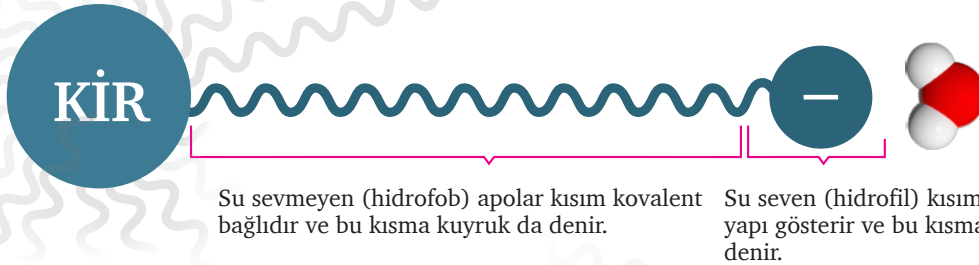 KİR
–
Su sevmeyen (hidrofob) apolar kısım kovalent
bağlıdır ve bu kısma kuyruk da denir.
Su seven (hidrofil) kısım
yapı gösterir ve bu kısma
denir.